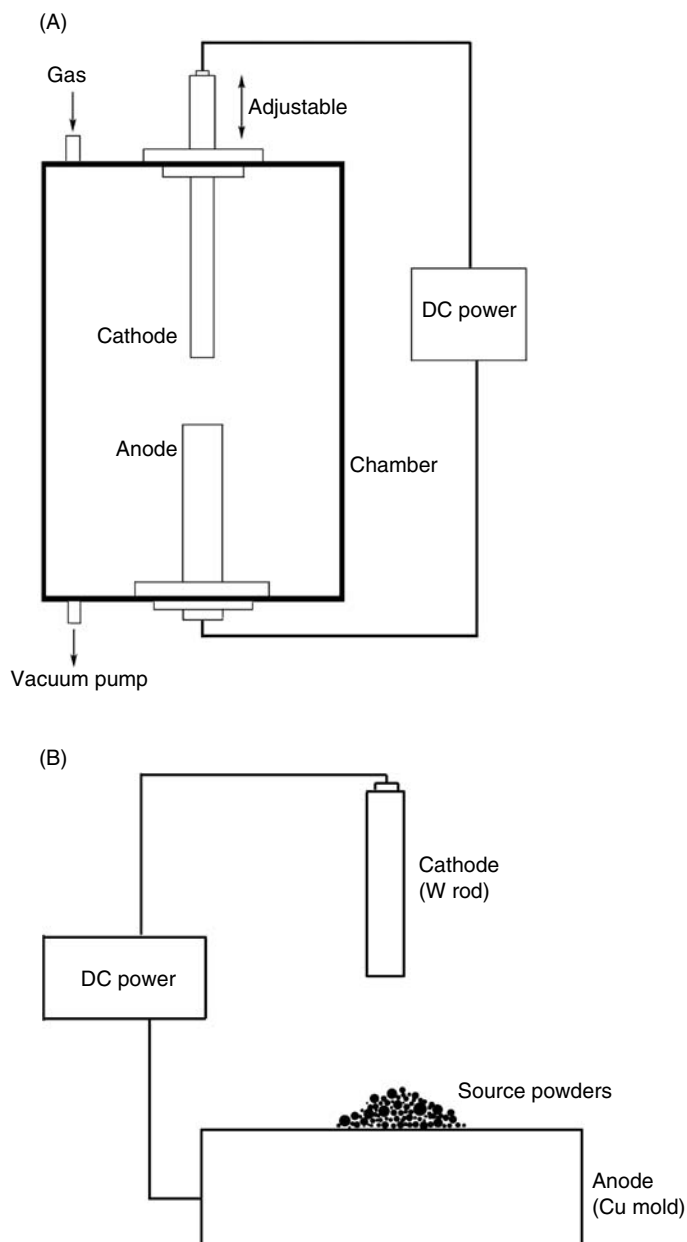 (A)
Gas
Adjustable
Cathode
DC power
Anode
Chamber
Vacuum pump
(B)
Cathode
(W rod)
DC power
Source powders
Anode
(Cu mold)